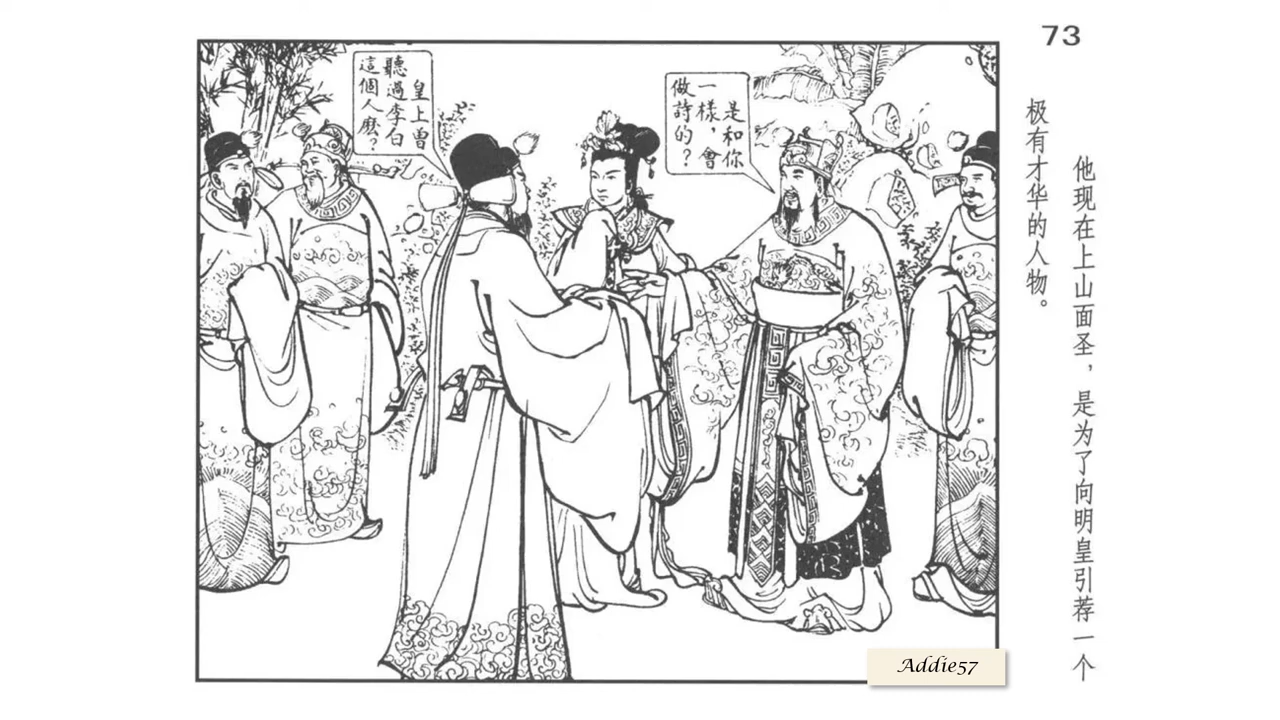 73
他现在上山面圣，是为了向明皇引荐一个
极有才华的人物。
是和你
一樣，會
做詩的？
皇上曾
聽過李白
這個人麽？
Addie57